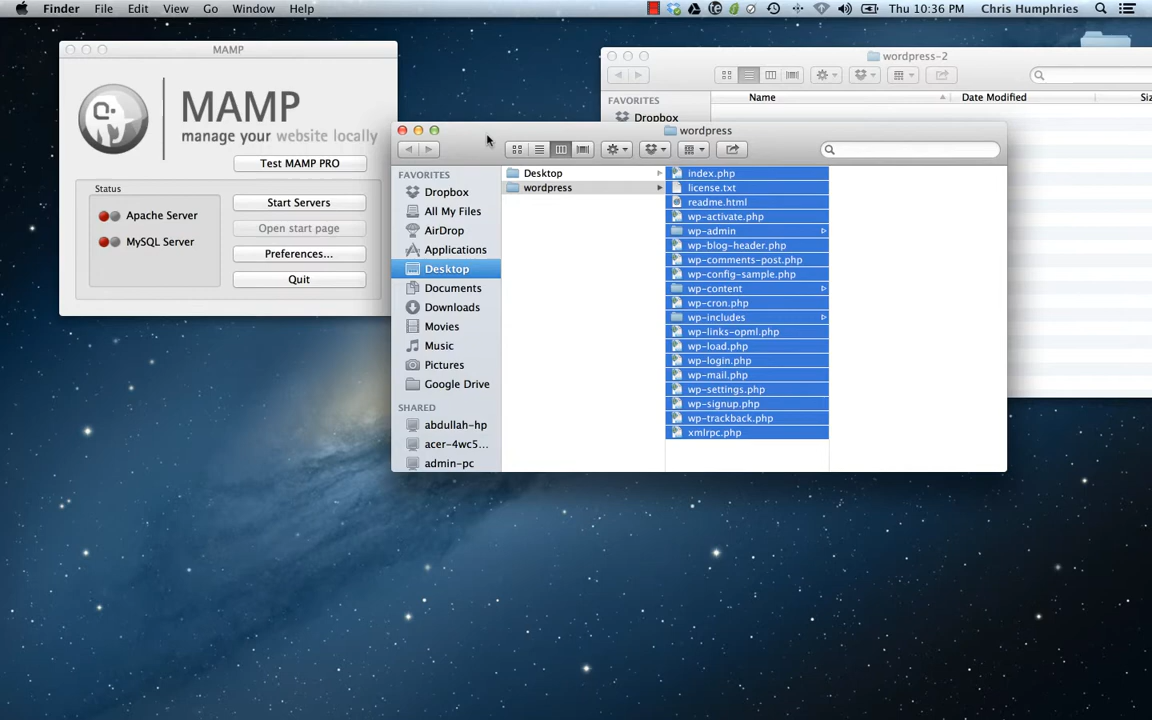 Finder File Edit View Go Window Help Thu 10:36 PM Chris Humphries
MAMP
MAMP
manage your website locally
Test MAMP PRO
Status
Apache Server
MySQL Server
Start Servers
Open start page
Preferences...
Quit
wordpress-2
FAVORITES
Dropbox
Name
Date Modified
wordpress
FAVORITES
Dropbox
All My Files
AirDrop
Applications
Desktop
Documents
Downloads
Movies
Music
Pictures
Google Drive
SHARED
abdullah-hp
acer-4wc5...
admin-pc
Desktop
wordpress
index.php
license.txt
readme.html
wp-activate.php
wp-admin
wp-blog-header.php
wp-comments-post.php
wp-config-sample.php
wp-content
wp-cron.php
wp-includes
wp-links-opml.php
wp-load.php
wp-login.php
wp-mail.php
wp-settings.php
wp-signup.php
wp-trackback.php
xmlrpc.php